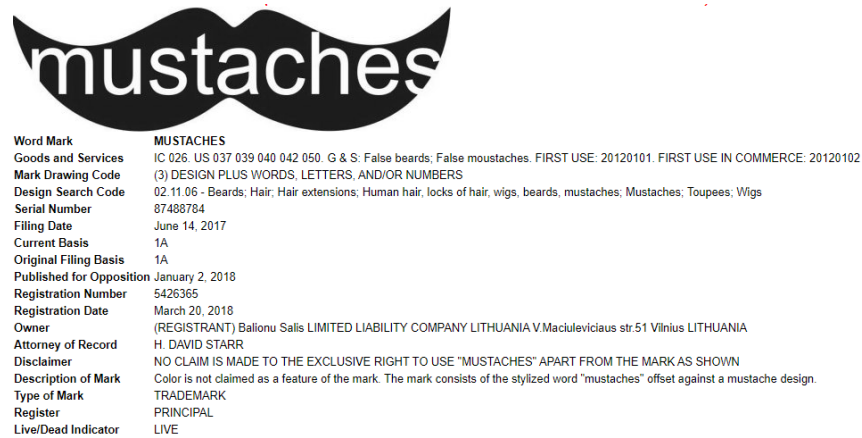 mustaches
Word Mark MUSTACHES
Goods and Services IC 026. US 037 039 040 042 050. G & S: False beards; False moustaches. FIRST USE: 20120101. FIRST USE IN COMMERCE: 20120102
Mark Drawing Code (3) DESIGN PLUS WORDS, LETTERS, AND/OR NUMBERS
Design Search Code 02.11.06 - Beards; Hair; Hair extensions; Human hair, locks of hair, wigs, beards, mustaches; Mustaches; Toupees; Wigs
Serial Number 87488784
Filing Date June 14, 2017
Current Basis 1A
Original Filing Basis 1A
Published for Opposition January 2, 2018
Registration Number 5426365
Registration Date March 20, 2018
Owner (REGISTRANT) Balionu Salis LIMITED LIABILITY COMPANY LITHUANIA V.Maciuleviciaus str.51 Vilnius LITHUANIA
Attorney of Record H. DAVID STARR
Disclaimer NO CLAIM IS MADE TO THE EXCLUSIVE RIGHT TO USE "MUSTACHES" APART FROM THE MARK AS SHOWN
Description of Mark Color is not claimed as a feature of the mark. The mark consists of the stylized word "mustaches" offset against a mustache design.
Type of Mark TRADEMARK
Register PRINCIPAL
Live/Dead Indicator LIVE